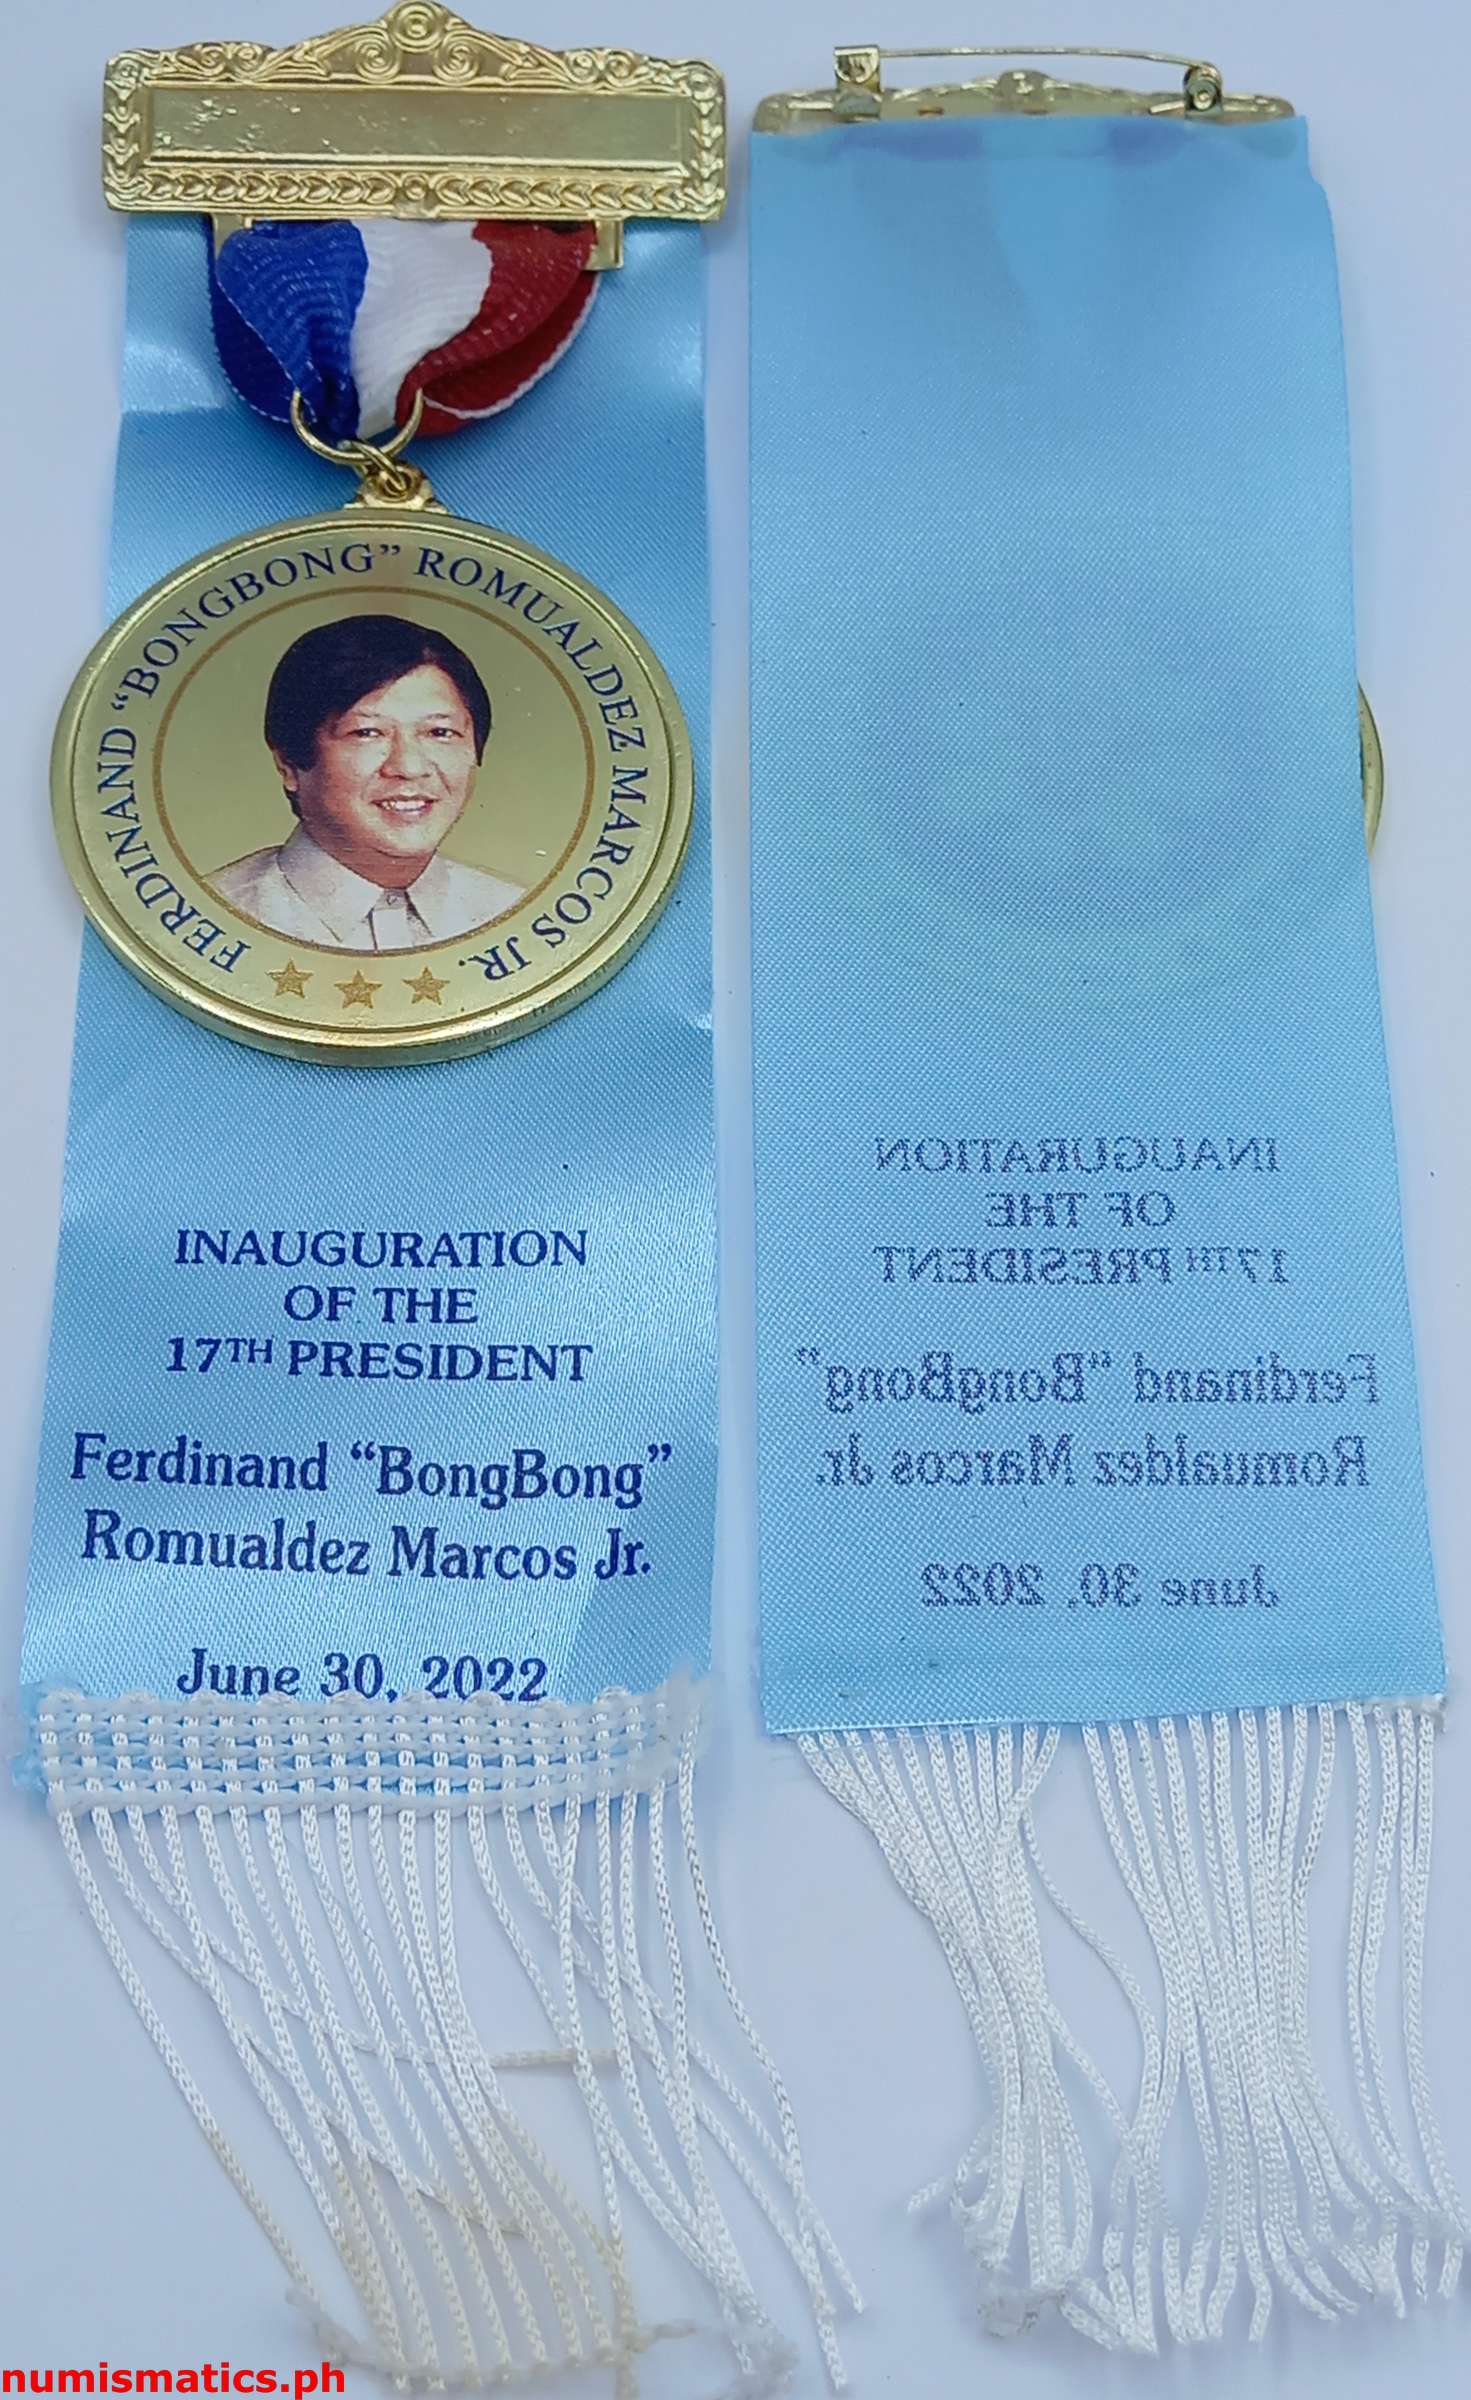 FERDINAND “BONGBONG” ROMUALDEZ MARCOS JR.
INAUGURATION
OF THE
17TH PRESIDENT
Ferdinand “BongBong”
Romualdez Marcos Jr.
June 30, 2022
INAUGURATION
OF THE
17TH PRESIDENT
Ferdinand “BongBong”
Romualdez Marcos Jr.
June 30, 2022
numismatics.ph